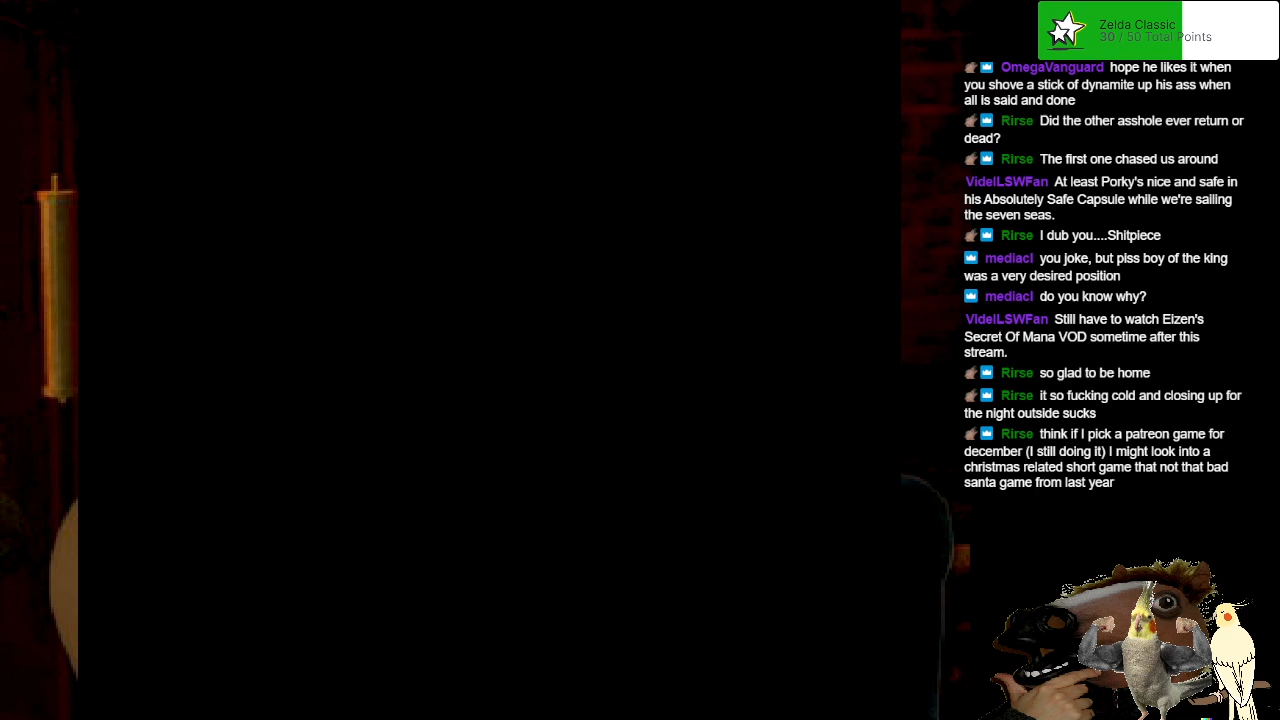 Zelda Classic
30 / 50 Total Points
OmegaVanguard hope he likes it when
you shove a stick of dynamite up his ass when
all is said and done
Rirse Did the other asshole ever return or
dead?
Rirse The first one chased us around
VidelLSWFan At least Porky's nice and safe in
his Absolutely Safe Capsule while we're sailing
the seven seas.
Rirse I dub you....Shitpiece
mediacl you joke, but piss boy of the king
was a very desired position
mediacl do you know why?
VidelLSWFan Still have to watch Elzen's
Secret Of Mana VOD sometime after this
stream.
Rirse so glad to be home
Rirse it so fucking cold and closing up for
the night outside sucks
Rirse think if I pick a patreon game for
december (I still doing it) I might look into a
christmas related short game that not that bad
santa game from last year